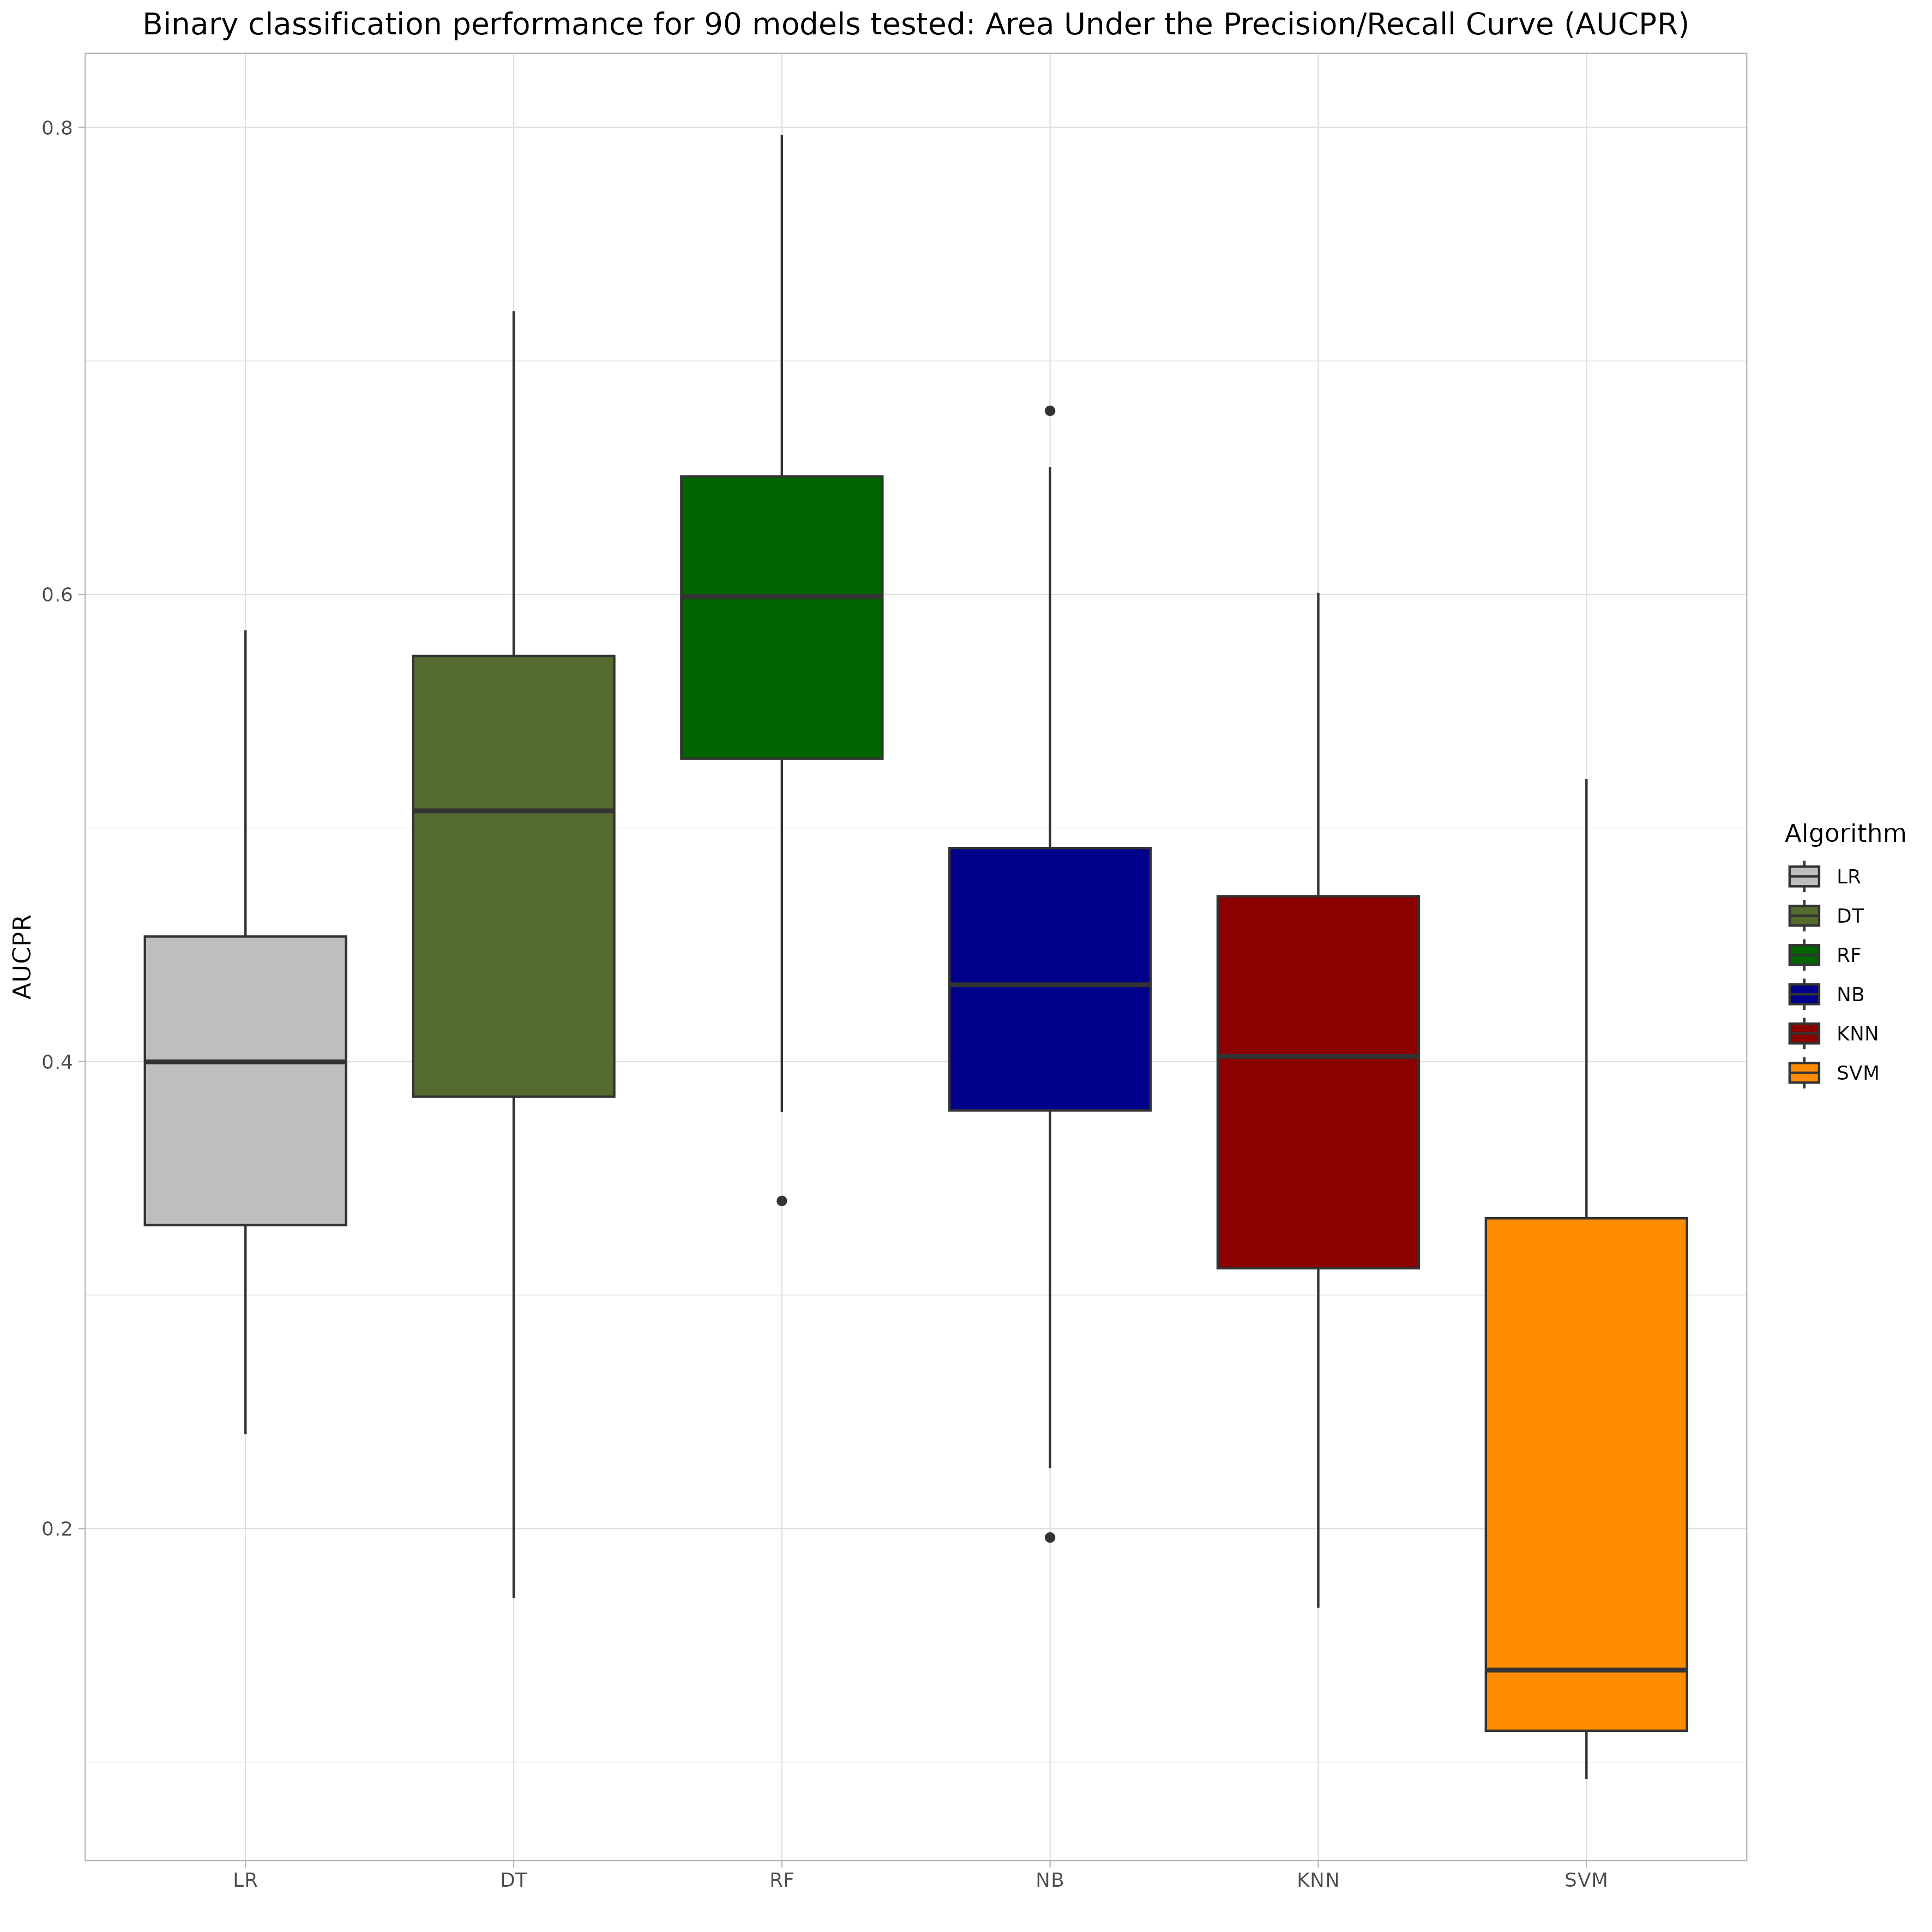 Binary classification performance for 90 models tested: Area Under the Precision/Recall Curve (AUCPR)
0.8
0.6
0.4
0.2
AUCPR
LR
DT
RF
NB
KNN
SVM
Algorithm
LR
DT
RF
NB
KNN
SVM